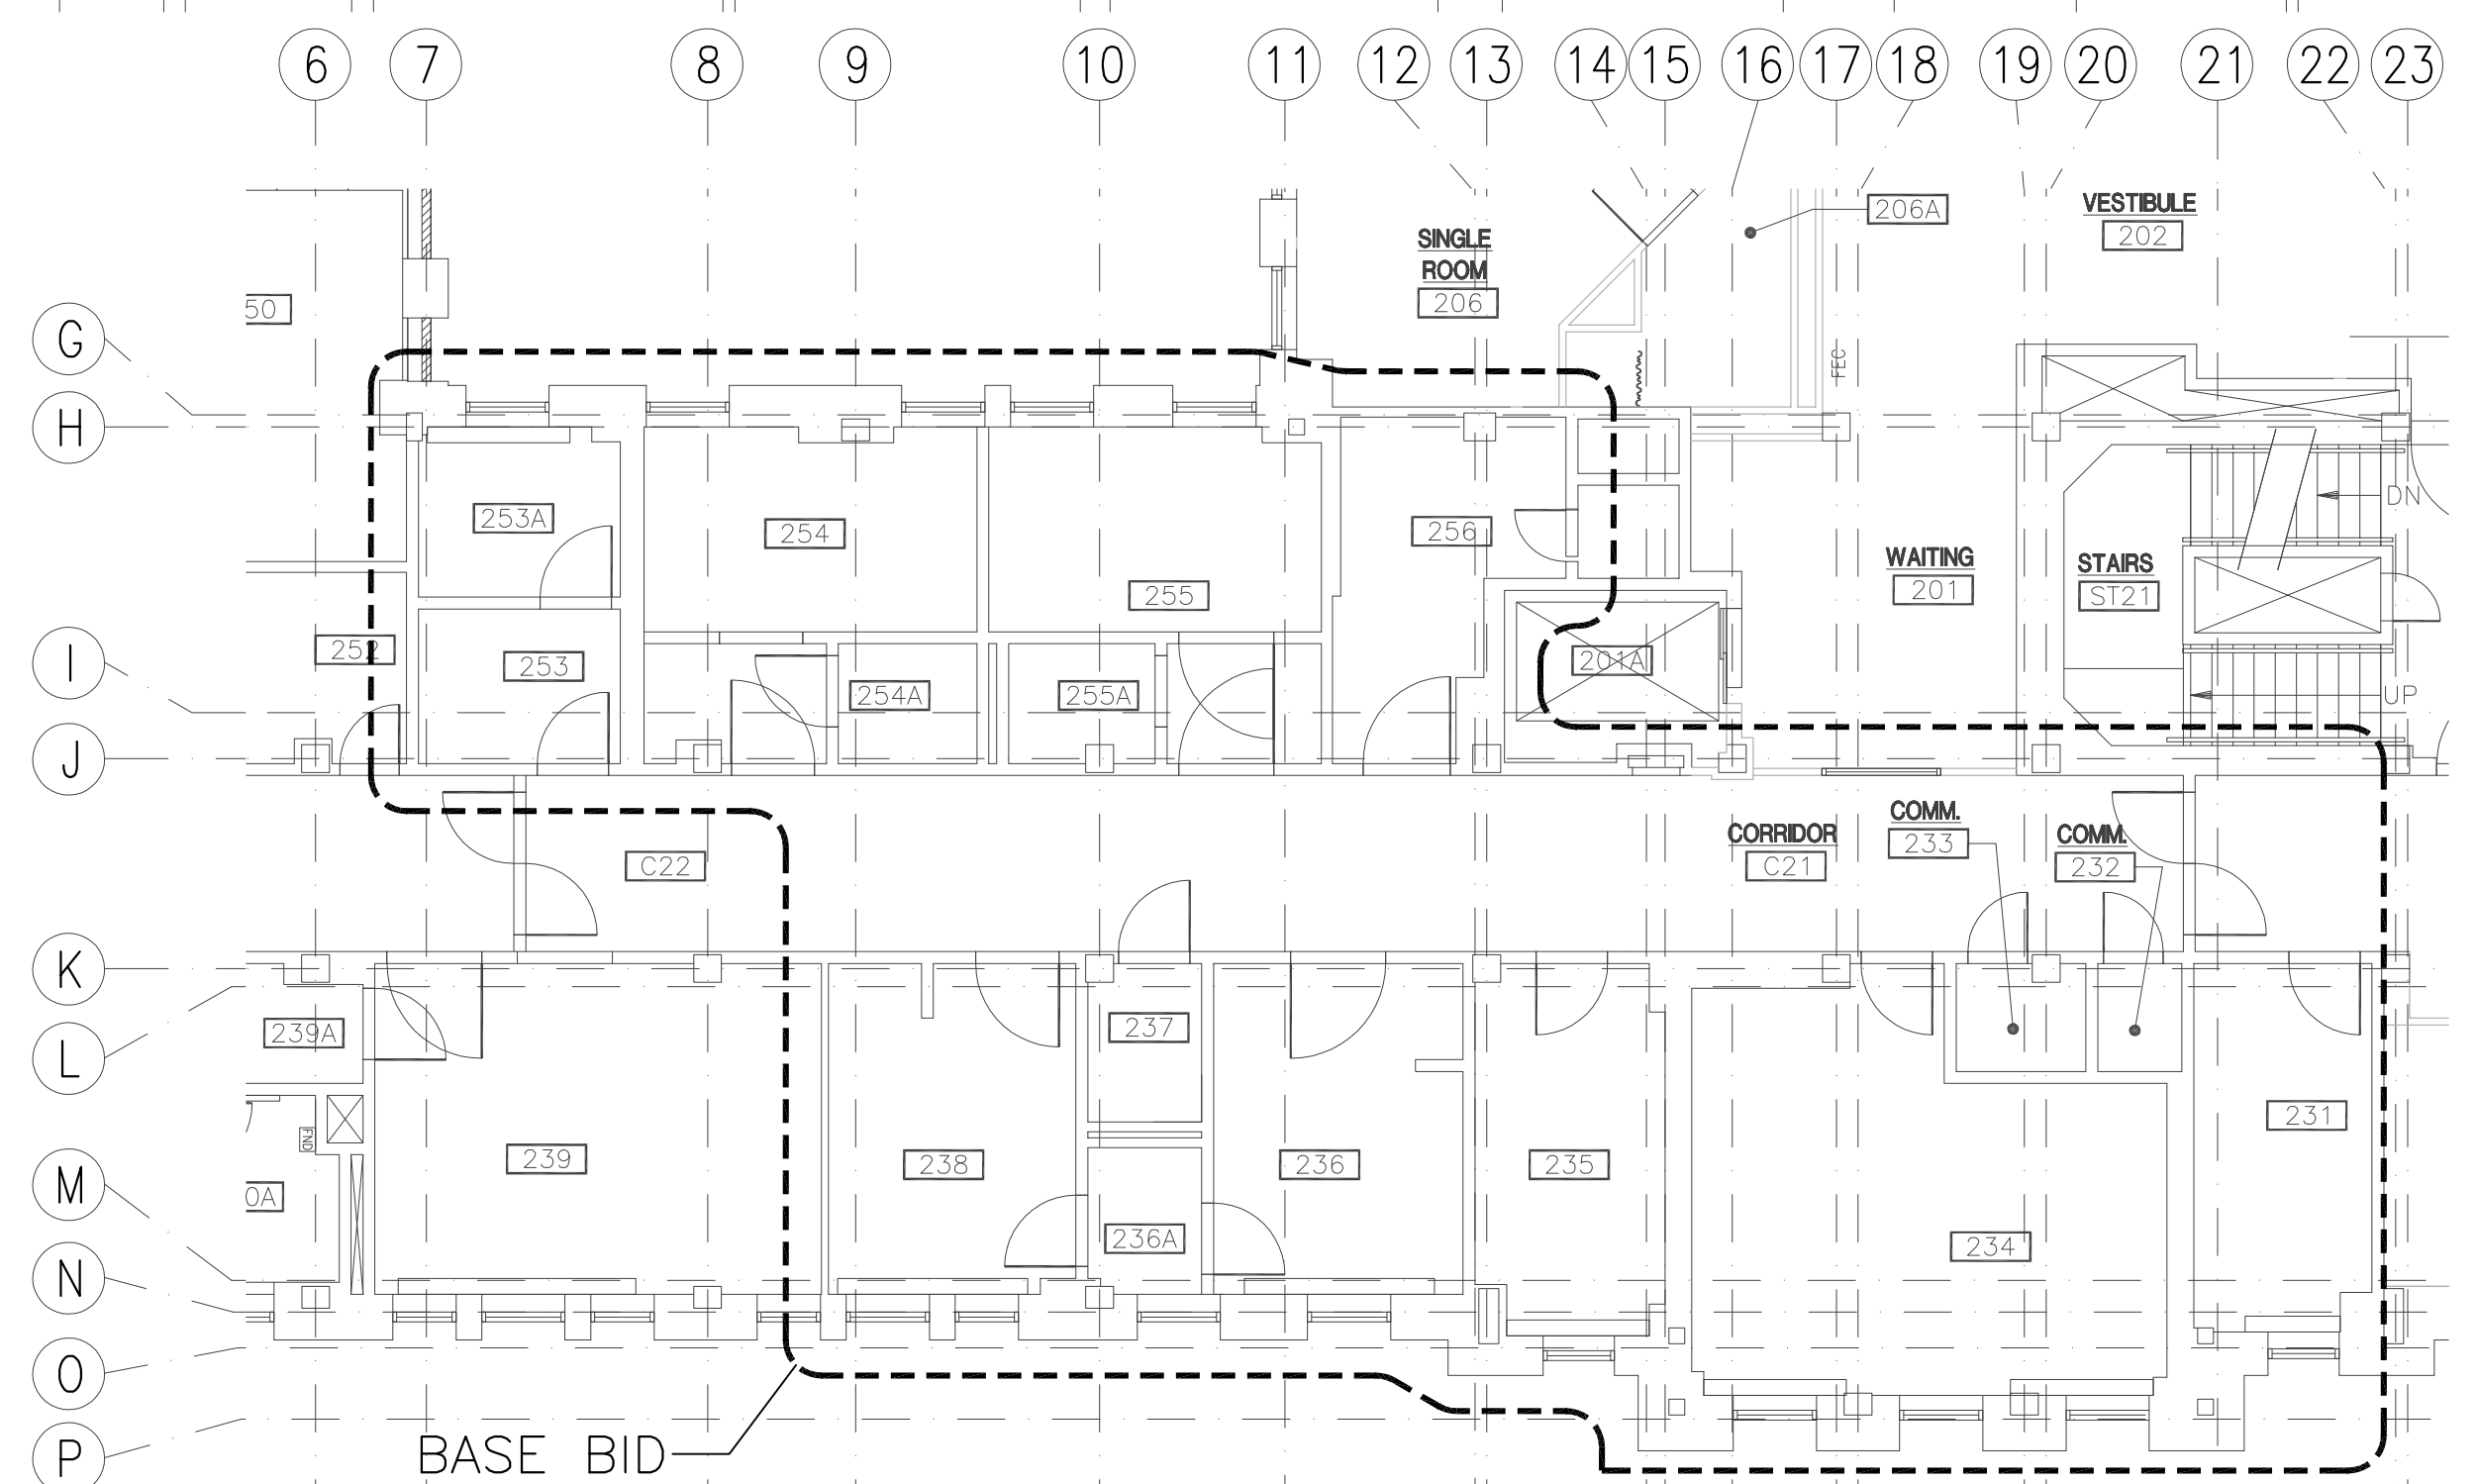 6 7 8 9 10 11 12 13 14 15 16 17 18 19 20 21 22 23
VESTIBULE
202
206A
SINGLE
ROOM
206
50
G
FEC
H
DN
253A
254
256
WAITING
201
STAIRS
ST21
255
252
253
201A
I
254A
255A
UP
J
COMM.
233
CORRIDOR
C21
COMM.
232
C22
K
239A
237
L
231
FND
239
238
236
235
M
0A
236A
234
N
O
BASE BID
P